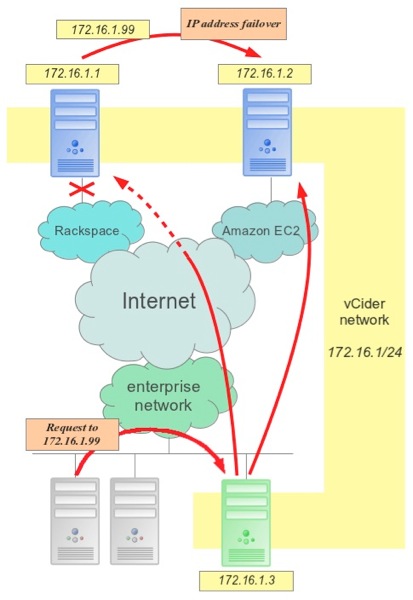 172.16.1.99
IP address failover
172.16.1.1
172.16.1.2
Rackspace
Amazon EC2
Internet
vCider
network
172.16.1/24
enterprise
network
Request to
172.16.1.99
172.16.1.3